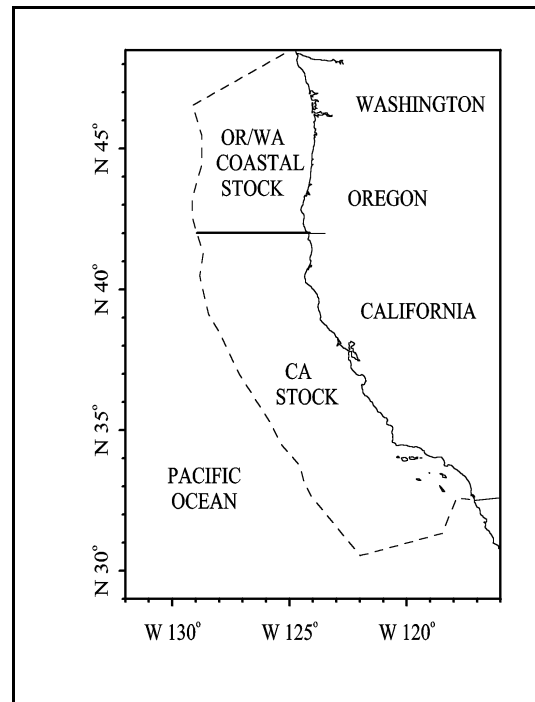 WASHINGTON
OR/WA
COASTAL
STOCK
OREGON
CALIFORNIA
CA
STOCK
PACIFIC
OCEAN
N 45°
N 40°
N 35°
N 30°
W 130°
W 125°
W 120°